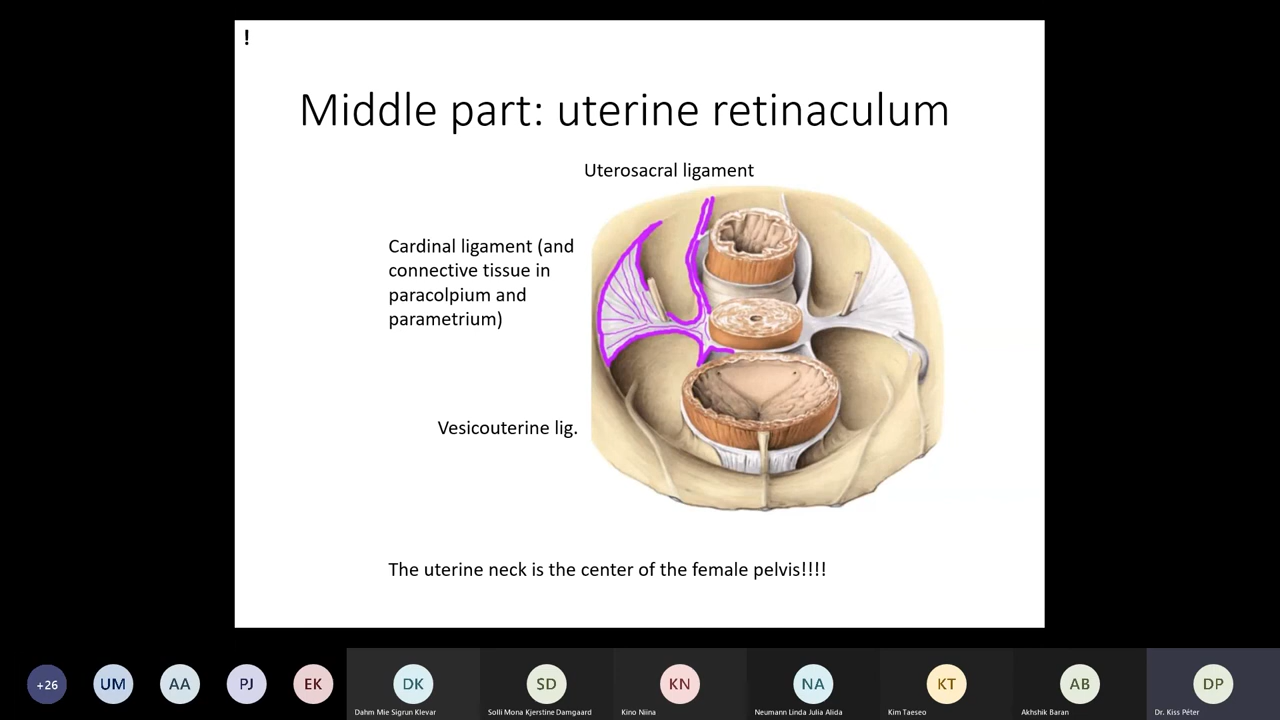 !
Middle part: uterine retinaculum
Uterosacral ligament
Cardinal ligament (and
connective tissue in
paracolpium and
parametrium)
Vesicouterine lig.
The uterine neck is the center of the female pelvis!!!!
+26
UM
AA
PJ
EK
DK
SD
KN
NA
KT
AB
DP
Dahm Mie Sigrun Klevar
Solli Mona Kjerstine Damgaard
Kino Niina
Neumann Linda Julia Alida
Kim Taeseo
Akhshik Baran
Dr. Kiss Péter